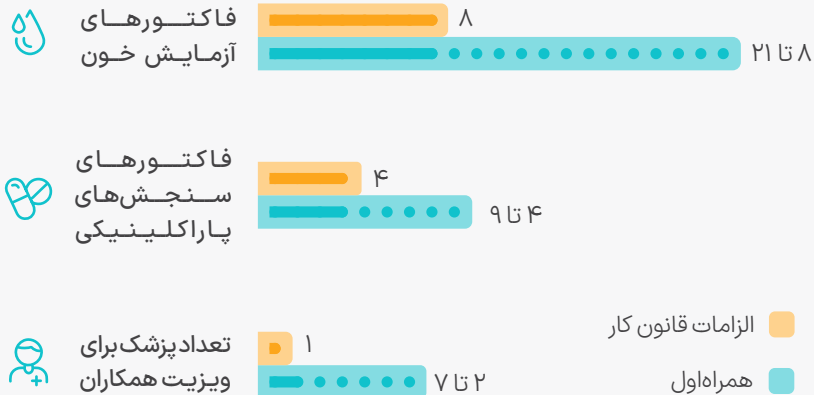 فاکتورهای
آزمایش خون
۸
۸ تا ۲۱
فاکتورهای
سنجش‌های
پاراکلینیکی
۴
۴ تا ۹
تعداد پزشک برای
ویزیت همکاران
۱
۲ تا ۷
الزامات قانون کار
همراه‌اول